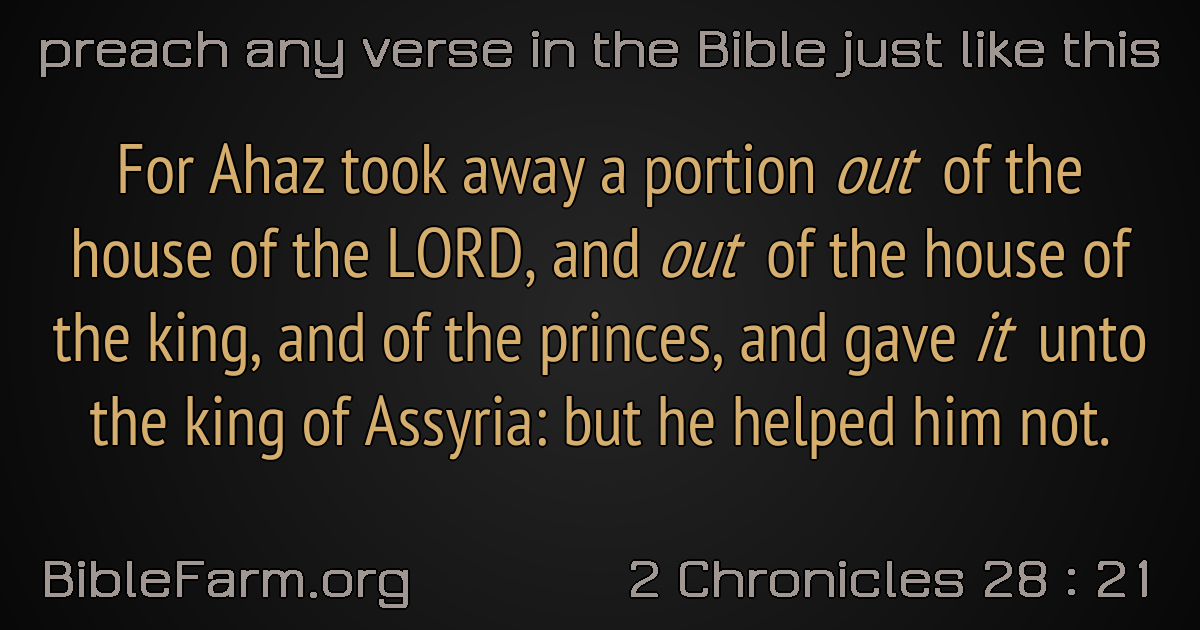 preach any verse in the Bible just like this
For Ahaz took away a portion out of the
house of the LORD, and out of the house of
the king, and of the princes, and gave it unto
the king of Assyria: but he helped him not.
BibleFarm.org
2 Chronicles 28 : 21